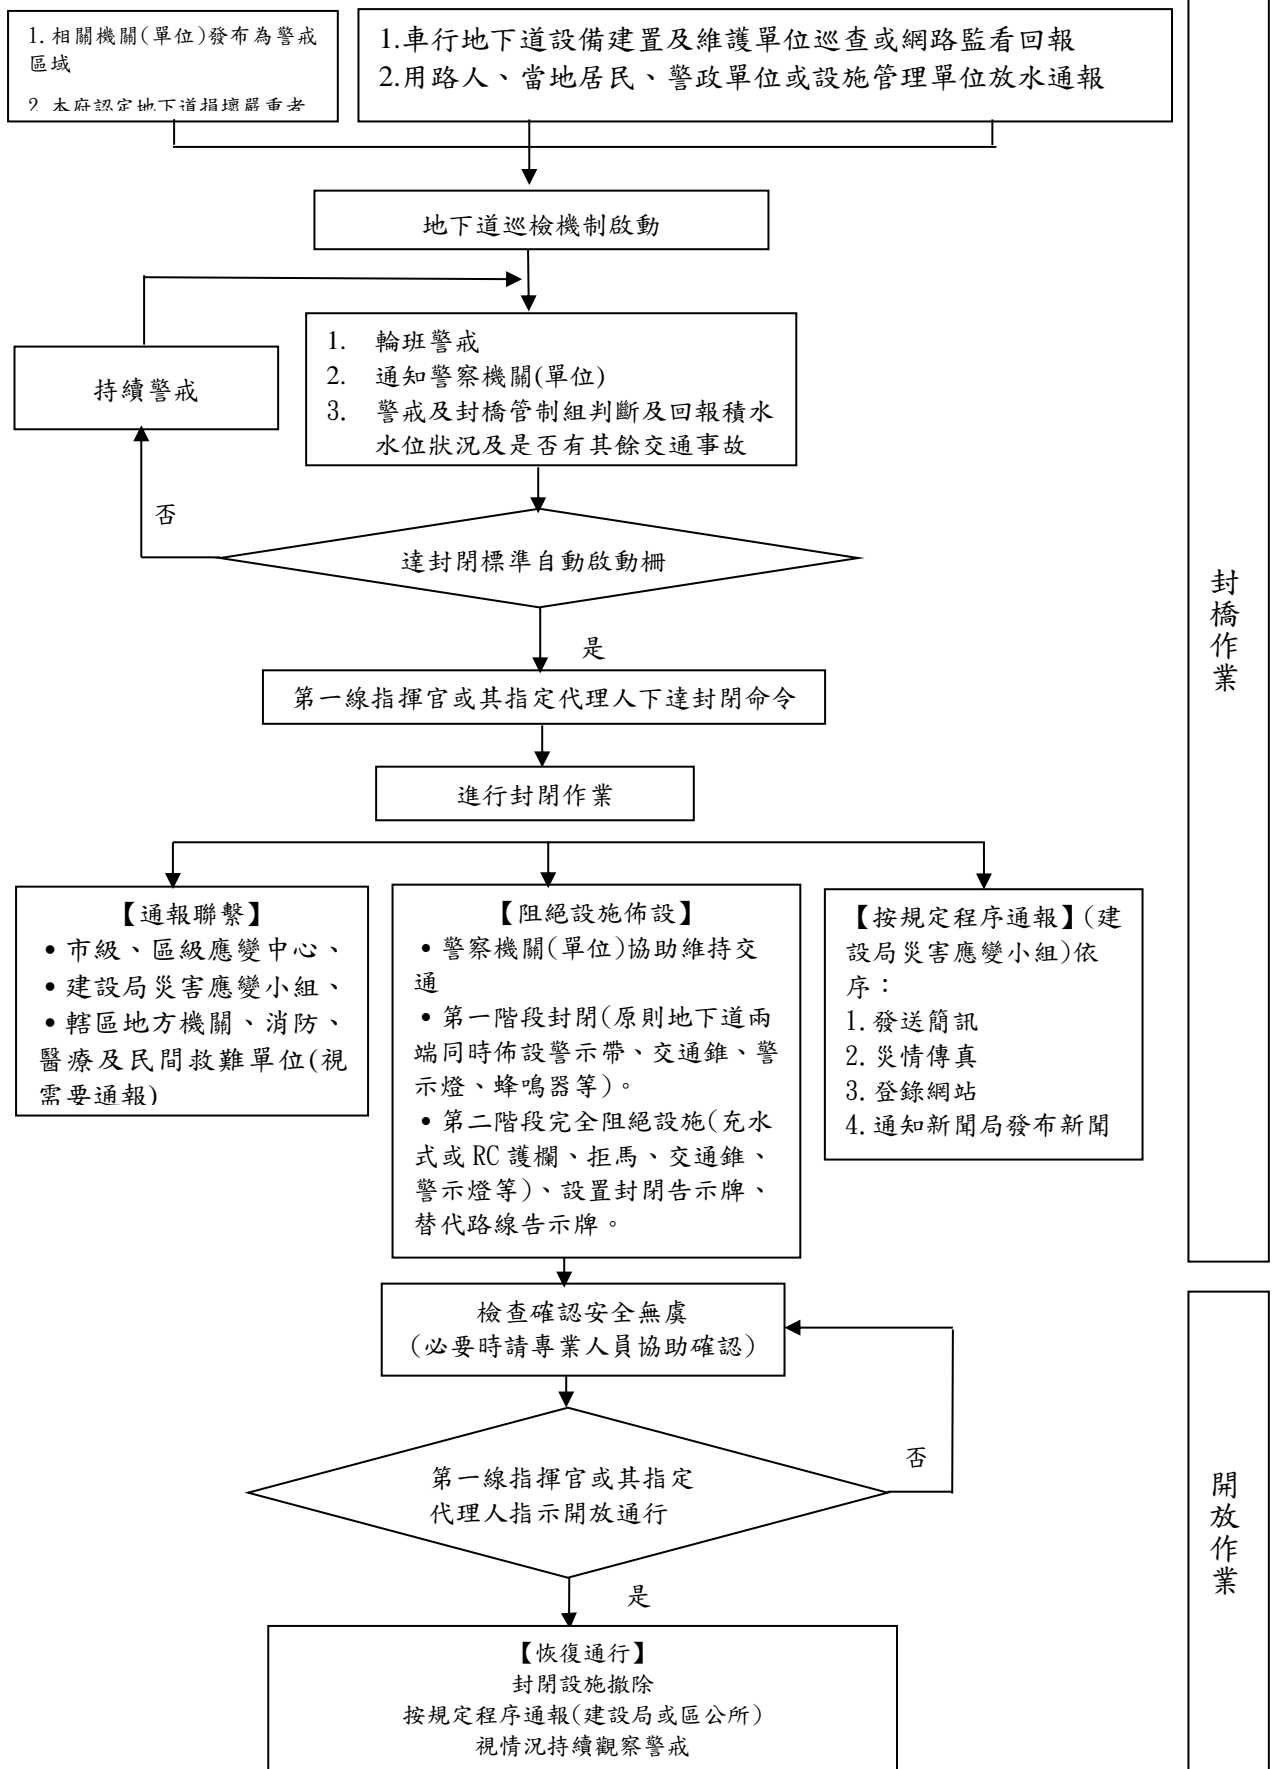 1.相關機關(單位)發布為警戒
區域
2.本府認定地下道損壞嚴重者
1.車行地下道設備建置及維護單位巡查或網路監看回報
2.用路人、當地居民、警政單位或設施管理單位放水通報
地下道巡檢機制啟動
持續警戒
1. 輪班警戒
2. 通知警察機關(單位)
3. 警戒及封橋管制組判斷及回報積水
水位狀況及是否有其餘交通事故
否
達封閉標準自動啟動柵
是
第一線指揮官或其指定代理人下達封閉命令
進行封閉作業
【通報聯繫】
•市級、區級應變中心、
•建設局災害應變小組、
•轄區地方機關、消防、
醫療及民間救難單位(視
需要通報)
【阻絕設施佈設】
•警察機關(單位)協助維持交
通
•第一階段封閉(原則地下道兩
端同時佈設警示帶、交通錐、警
示燈、蜂鳴器等)。
•第二階段完全阻絕設施(充水
式或RC護欄、拒馬、交通錐、
警示燈等)、設置封閉告示牌、
替代路線告示牌。
【按規定程序通報】(建
設局災害應變小組)依
序：
1.發送簡訊
2.災情傳真
3.登錄網站
4.通知新聞局發布新聞
封橋作業
檢查確認安全無虞
(必要時請專業人員協助確認)
第一線指揮官或其指定
代理人指示開放通行
否
是
【恢復通行】
封閉設施撤除
按規定程序通報(建設局或區公所)
視情況持續觀察警戒
開放作業